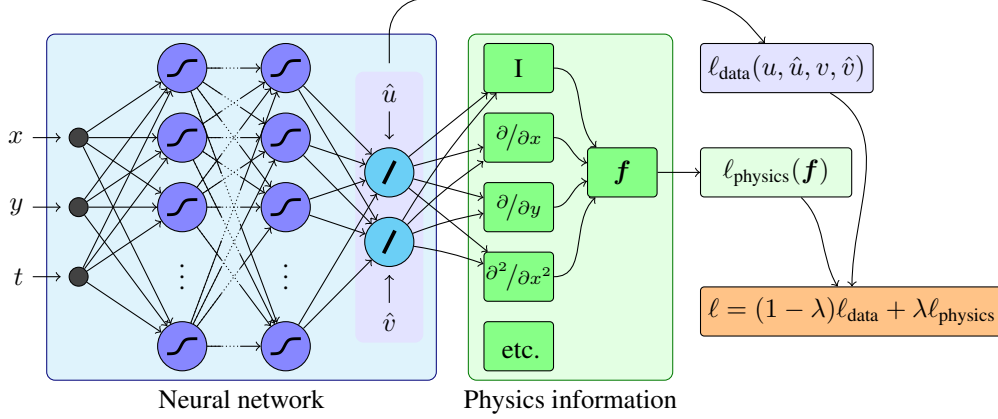 x
y
t
⋮
⋮
û
v̂
Neural network
I
∂/∂x
∂/∂y
∂²/∂x²
etc.
f
Physics information
ℓ_data(u, û, v, v̂)
ℓ_physics(f)
ℓ = (1 − λ)ℓ_data + λℓ_physics